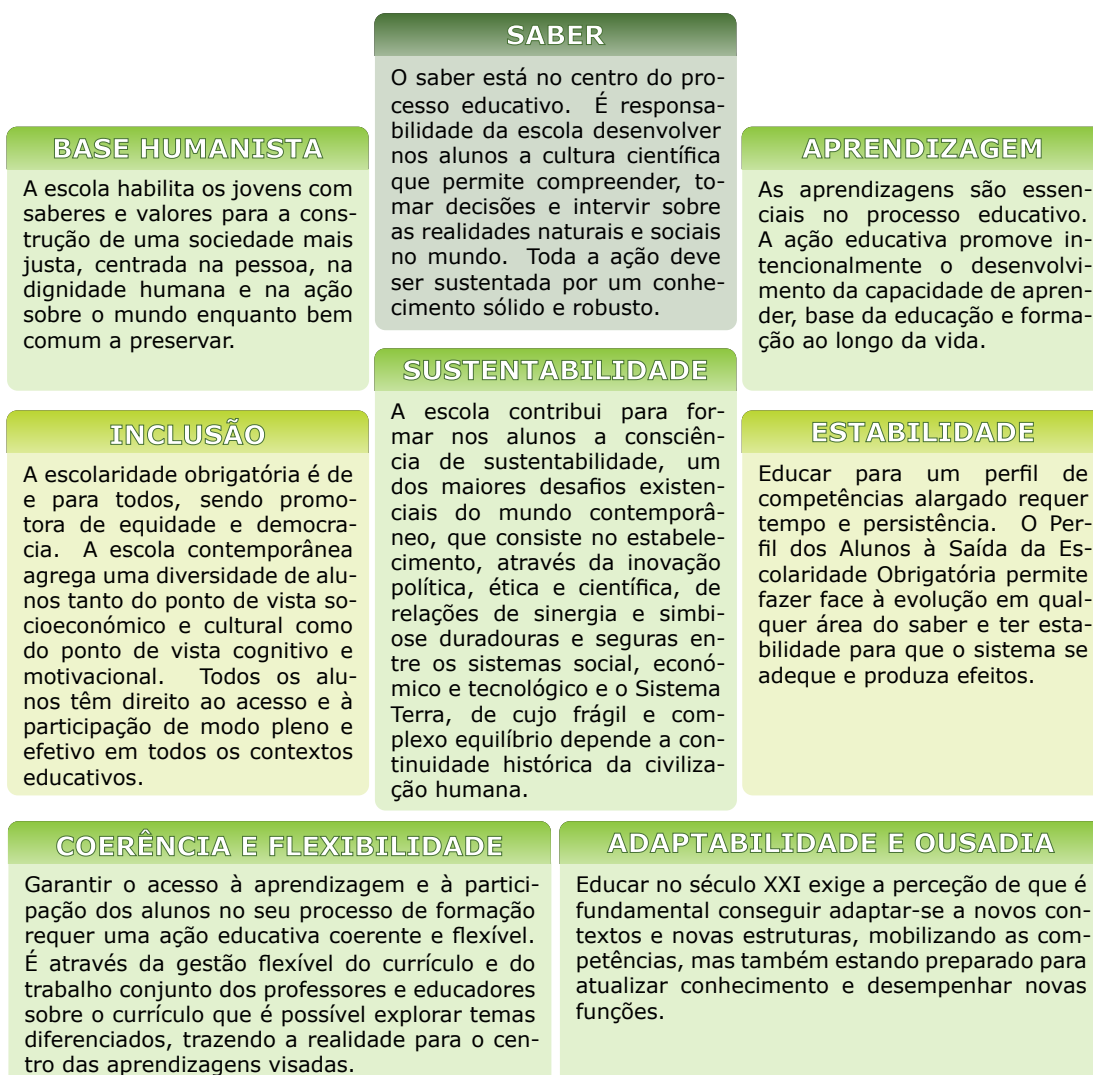 SABER
O saber está no centro do pro-
cesso educativo. É responsa-
bilidade da escola desenvolver
nos alunos a cultura científica
que permite compreender, to-
mar decisões e intervir sobre
as realidades naturais e sociais
no mundo. Toda a ação deve
ser sustentada por um conhe-
cimento sólido e robusto.
BASE HUMANISTA
A escola habilita os jovens com
saberes e valores para a cons-
trução de uma sociedade mais
justa, centrada na pessoa, na
dignidade humana e na ação
sobre o mundo enquanto bem
comum a preservar.
APRENDIZAGEM
As aprendizagens são essen-
ciais no processo educativo.
A ação educativa promove in-
tencionalmente o desenvolvi-
mento da capacidade de apren-
der, base da educação e forma-
ção ao longo da vida.
INCLUSÃO
A escolaridade obrigatória é de
e para todos, sendo promo-
tora de equidade e democra-
cia. A escola contemporânea
agrega uma diversidade de alu-
nos tanto do ponto de vista so-
cioeconómico e cultural como
do ponto de vista cognitivo e
motivacional. Todos os alu-
nos têm direito ao acesso e à
participação de modo pleno e
efetivo em todos os contextos
educativos.
SUSTENTABILIDADE
A escola contribui para for-
mar nos alunos a consciên-
cia de sustentabilidade, um
dos maiores desafios existen-
ciais do mundo contemporâ-
neo, que consiste no estabele-
cimento, através da inovação
política, ética e científica, de
relações de sinergia e simbi-
ose duradouras e seguras en-
tre os sistemas social, econó-
mico e tecnológico e o Sistema
Terra, de cujo frágil e com-
plexo equilíbrio depende a con-
tinuidade histórica da civiliza-
ção humana.
ESTABILIDADE
Educar para um perfil de
competências alargado requer
tempo e persistência. O Per-
fil dos Alunos à Saída da Es-
colaridade Obrigatória permite
fazer face à evolução em qual-
quer área do saber e ter esta-
bilidade para que o sistema se
adeque e produza efeitos.
COERÊNCIA E FLEXIBILIDADE
Garantir o acesso à aprendizagem e à partici-
pação dos alunos no seu processo de formação
requer uma ação educativa coerente e flexível.
É através da gestão flexível do currículo e do
trabalho conjunto dos professores e educadores
sobre o currículo que é possível explorar temas
diferenciados, trazendo a realidade para o cen-
tro das aprendizagens visadas.
ADAPTABILIDADE E OUSADIA
Educar no século XXI exige a perceção de que é
fundamental conseguir adaptar-se a novos con-
textos e novas estruturas, mobilizando as com-
petências, mas também estando preparado para
atualizar conhecimento e desempenhar novas
funções.